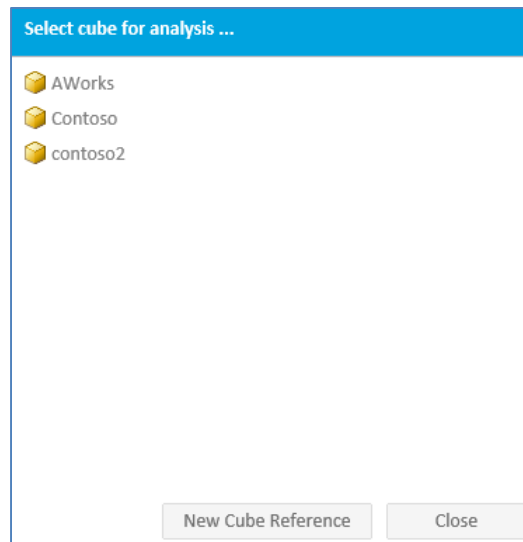 Select cube for analysis ...
AWorks
Contoso
contoso2
New Cube Reference
Close